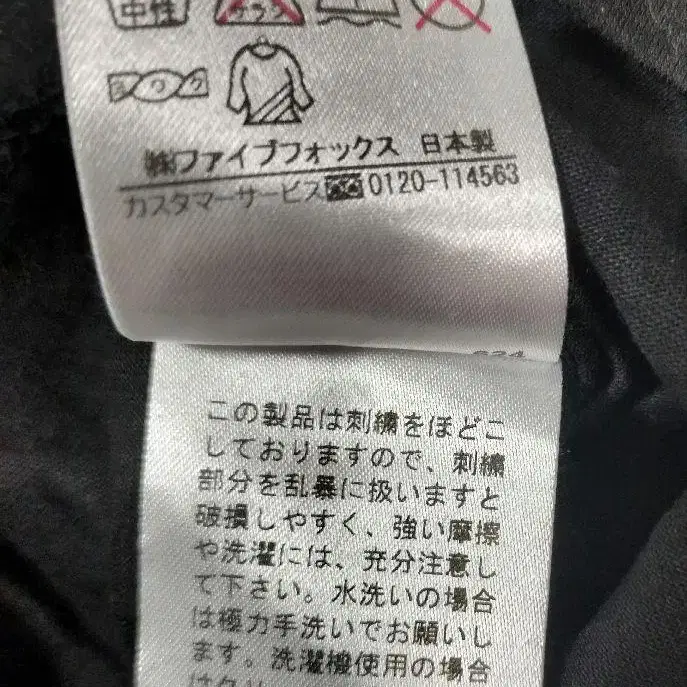 中性
ヨワク
㈱ファイブフォックス 日本製
カスタマーサービス 0120-114563
この製品は刺繍をほどこ
しておりますので、刺繍
部分を乱暴に扱いますと
破損しやすく、強い摩擦
や洗濯には、充分注意し
て下さい。水洗いの場合
は極力手洗いでお願いし
ます。洗濯機使用の場合